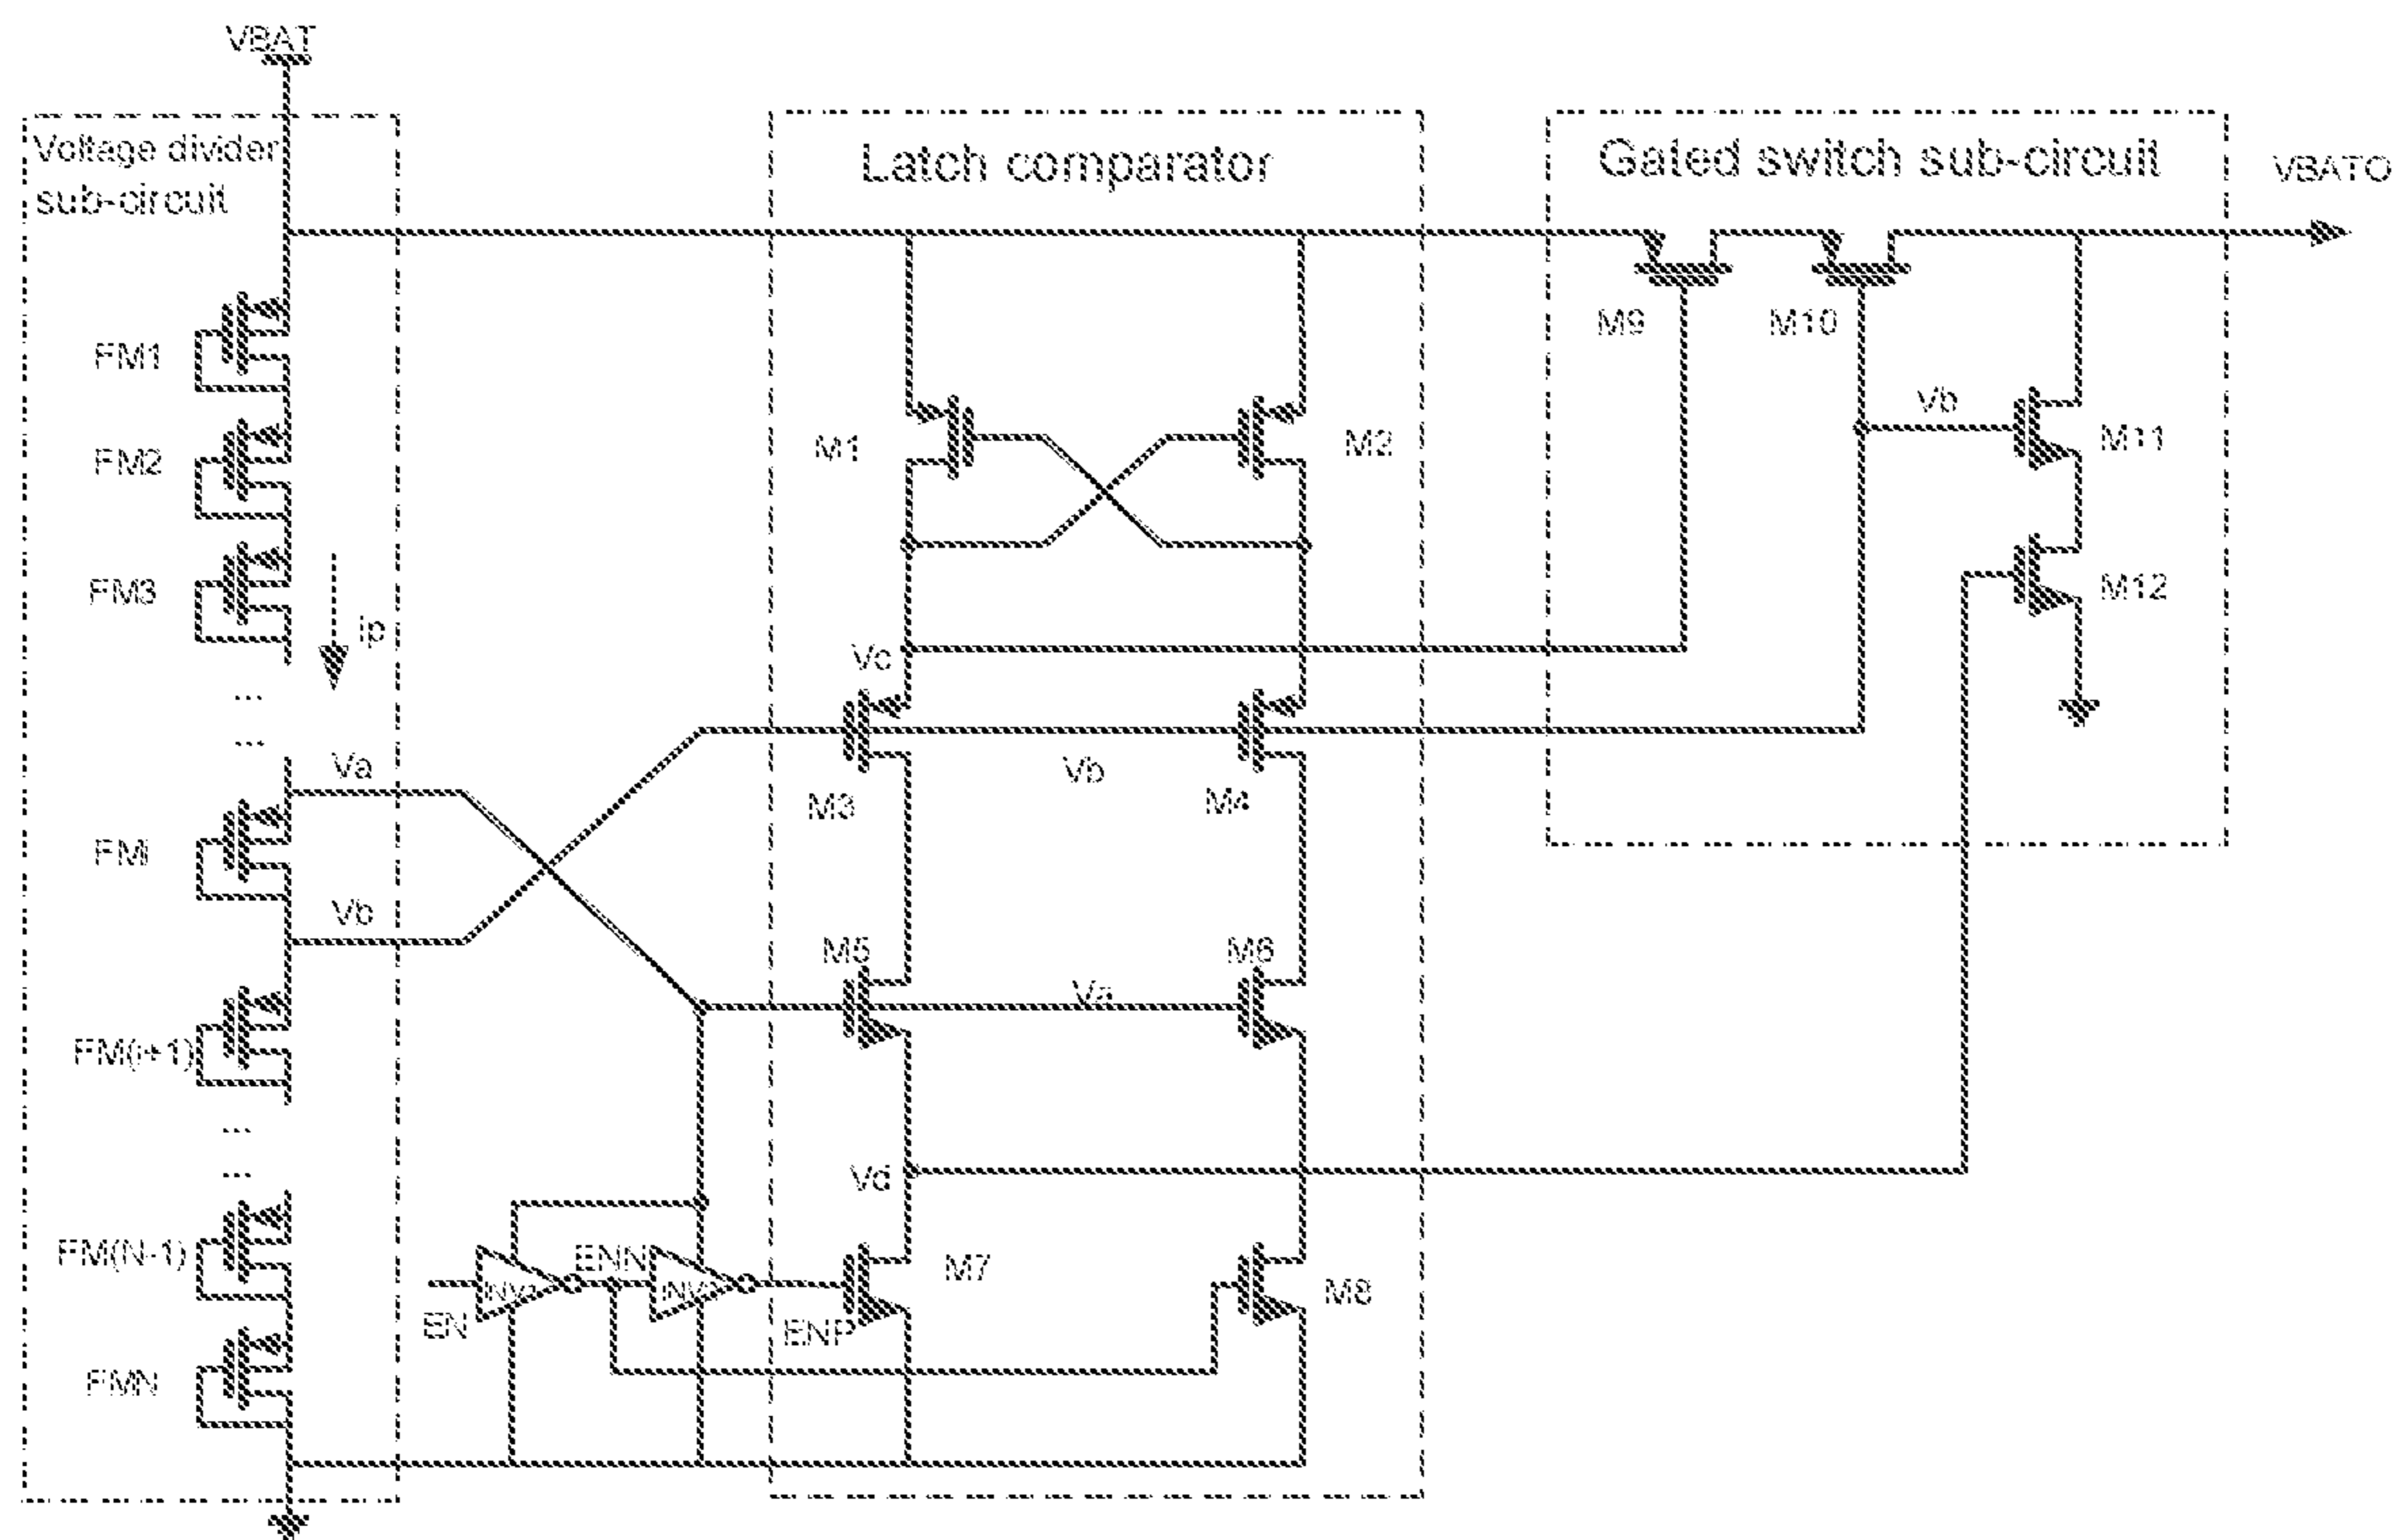 VBAT
Voltage divider
sub-circuit
Latch comparator
Gated switch sub-circuit
VBATO
FM1
FM2
FM3
Ip
...
...
Va
FMi
Vb
FM(i+1)
...
...
FM(N-1)
FMN
M1
M2
Vc
M3
Vb
M4
M5
Va
M6
Vd
EN
ENN
ENP
M7
M8
M9
M10
Vb
M11
M12